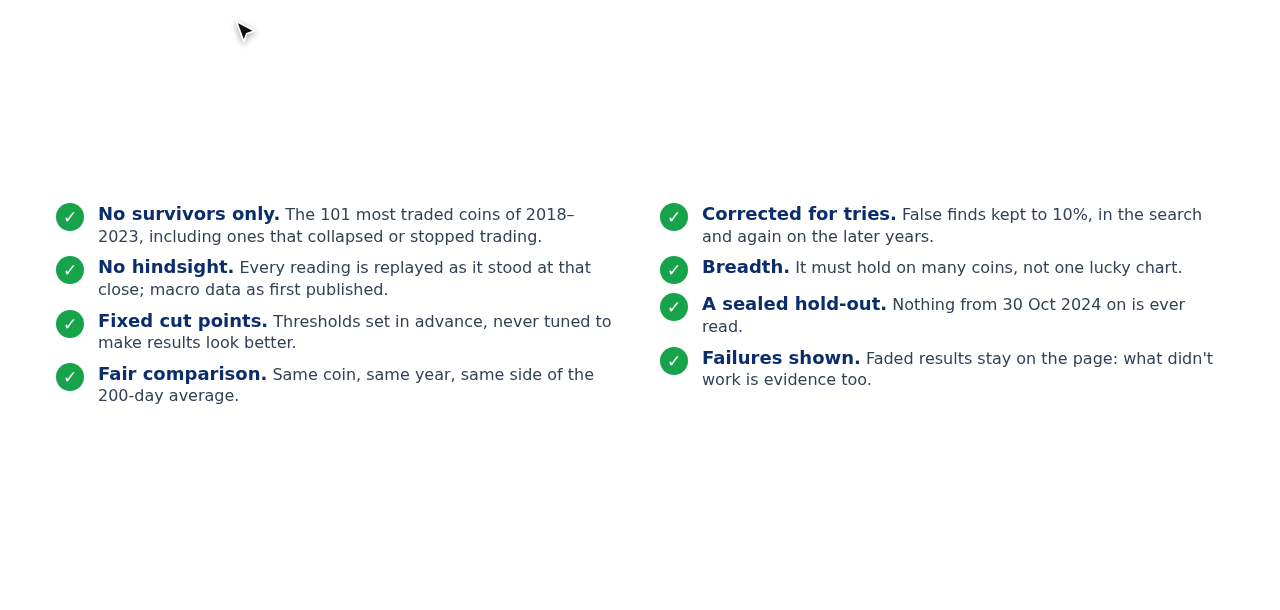 ✓ No survivors only. The 101 most traded coins of 2018–
2023, including ones that collapsed or stopped trading.
✓ No hindsight. Every reading is replayed as it stood at that
close; macro data as first published.
✓ Fixed cut points. Thresholds set in advance, never tuned to
make results look better.
✓ Fair comparison. Same coin, same year, same side of the
200-day average.
✓ Corrected for tries. False finds kept to 10%, in the search
and again on the later years.
✓ Breadth. It must hold on many coins, not one lucky chart.
✓ A sealed hold-out. Nothing from 30 Oct 2024 on is ever
read.
✓ Failures shown. Faded results stay on the page: what didn't
work is evidence too.